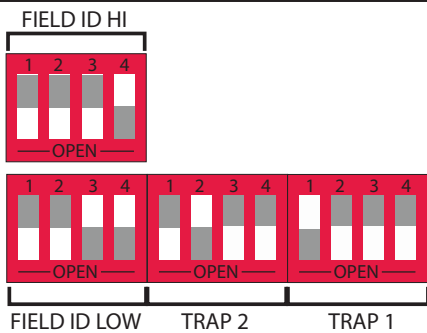 FIELD ID HI
1 2 3 4
OPEN
1 2 3 4 1 2 3 4 1 2 3 4
OPEN OPEN OPEN
FIELD ID LOW TRAP 2 TRAP 1